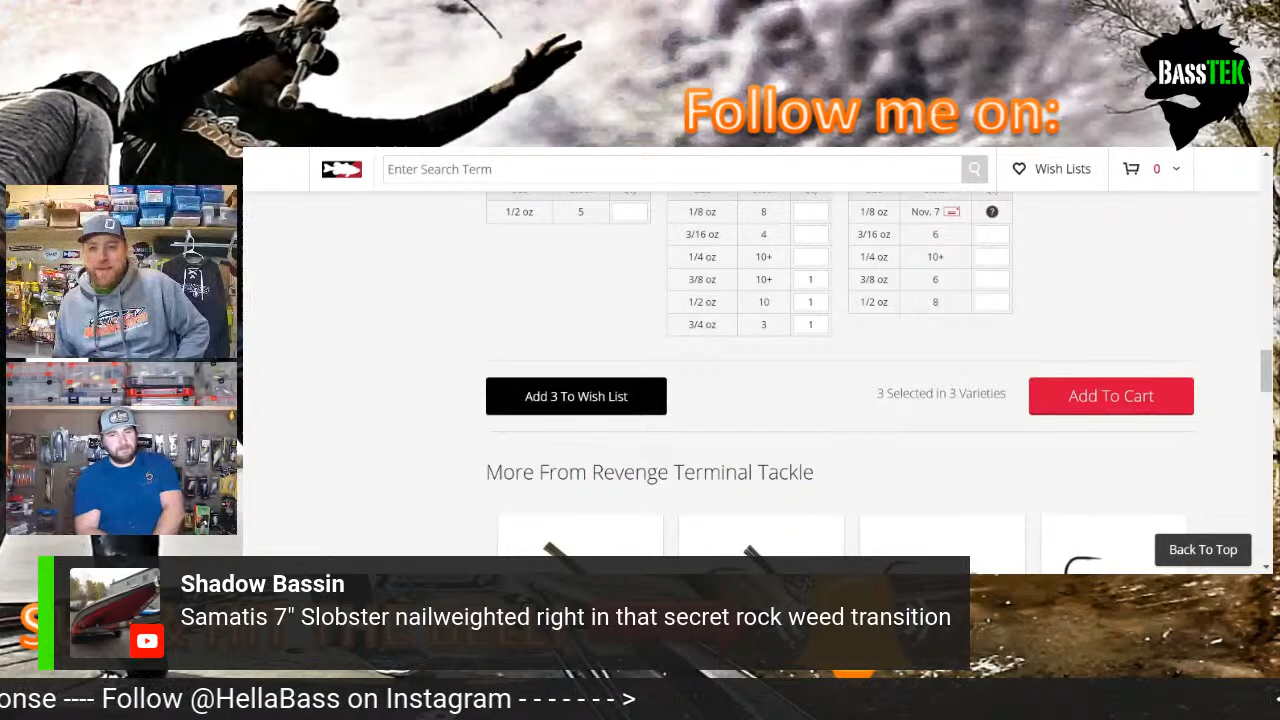 BASSTEK
Follow me on:
Enter Search Term
Wish Lists
0
1/2 oz 5
1/8 oz 8
3/16 oz 4
1/4 oz 10+
3/8 oz 10+ 1
1/2 oz 10 1
3/4 oz 3 1
1/8 oz Nov. 7 ?
3/16 oz 6
1/4 oz 10+
3/8 oz 6
1/2 oz 8
Add 3 To Wish List
3 Selected in 3 Varieties
Add To Cart
More From Revenge Terminal Tackle
Back To Top
Shadow Bassin
Samatis 7" Slobster nailweighted right in that secret rock weed transition
onse ---- Follow @HellaBass on Instagram - - - - - - - >